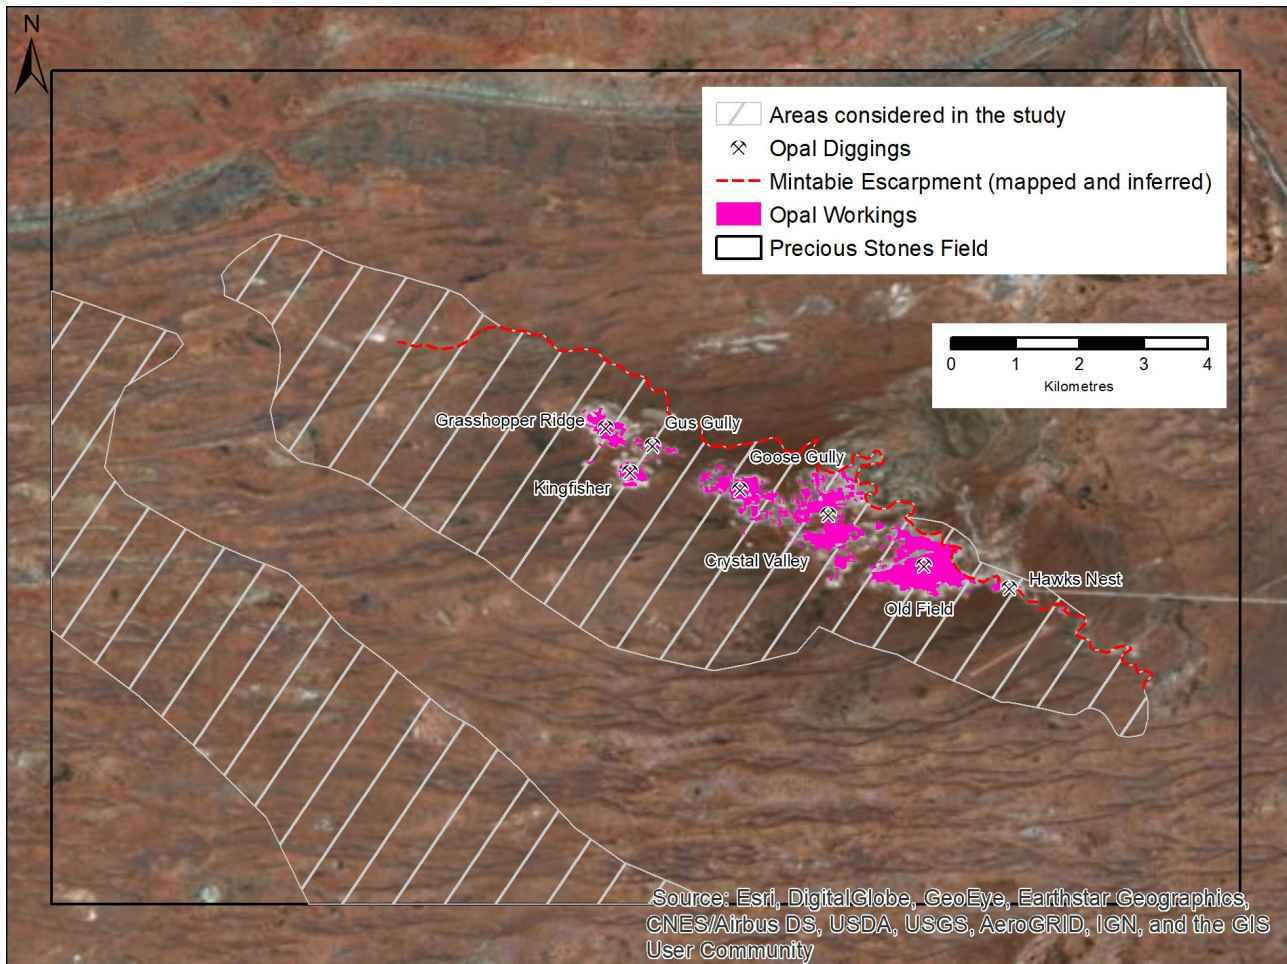 N
Areas considered in the study
Opal Diggings
Mintabie Escarpment (mapped and inferred)
Opal Workings
Precious Stones Field
0 1 2 3 4
Kilometres
Grasshopper Ridge
Gus Gully
Goose Gully
Kingfisher
Crystal Valley
Hawks Nest
Old Field
Source: Esri, DigitalGlobe, GeoEye, Earthstar Geographics,
CNES/Airbus DS, USDA, USGS, AeroGRID, IGN, and the GIS
User Community